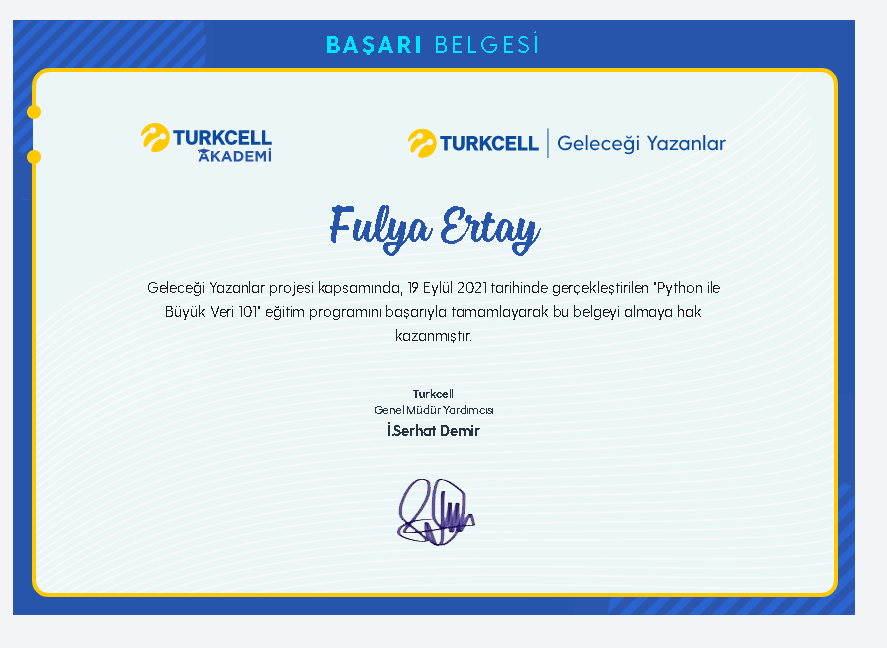 BAŞARI BELGESİ
TURKCELL
AKADEMİ
TURKCELL | Geleceği Yazanlar
Fulya Ertay
Geleceği Yazanlar projesi kapsamında, 19 Eylül 2021 tarihinde gerçekleştirilen "Python ile
Büyük Veri 101" eğitim programını başarıyla tamamlayarak bu belgeyi almaya hak
kazanmıştır.
Turkcell
Genel Müdür Yardımcısı
İ.Serhat Demir